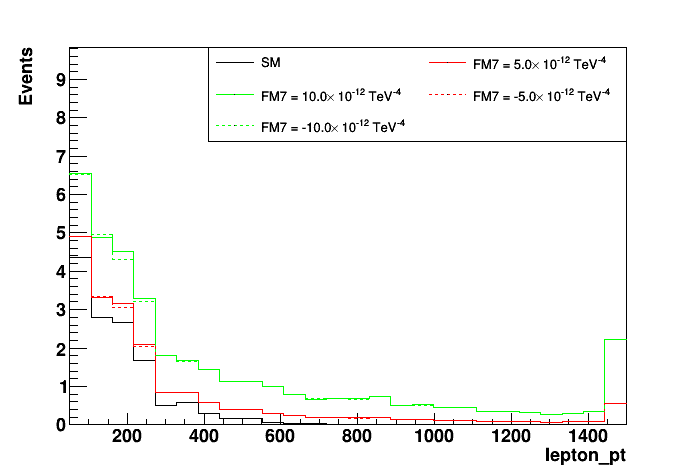 Events
SM
FM7 = 5.0× 10⁻¹² TeV⁻⁴
FM7 = 10.0× 10⁻¹² TeV⁻⁴
FM7 = -5.0× 10⁻¹² TeV⁻⁴
FM7 = -10.0× 10⁻¹² TeV⁻⁴
9
8
7
6
5
4
3
2
1
0
200 400 600 800 1000 1200 1400
lepton_pt